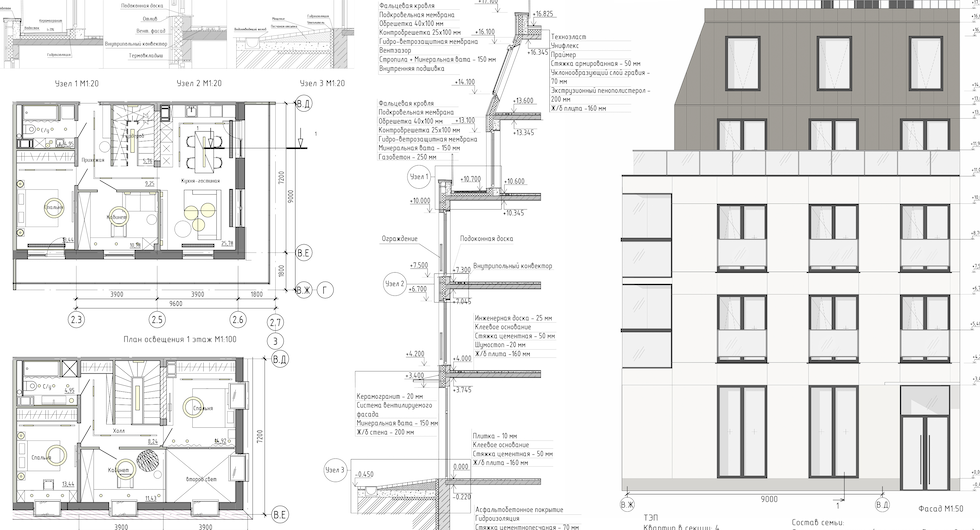 Подоконная доска
Отлив
Вент. фасад
Внутрипольный конвектор
Гермовкладыш
Гидроизоляция
Узел 1 М1:20
Узел 2 М1:20
Узел 3 М1:20
С/у
Прихожая
5,78
9,25
Спальня
Кабинет
Кухня-гостиная
1
1
В.Д
В.Е
В.Ж
Г
7200
9000
1800
3900
3900
1800
9600
2.3
2.5
2.6
2.7
3
План освещения 1 этаж М1:100
С/у
4,95
Холл
8,24
Спальня
14,92
Спальня
13,44
Кабинет
11,43
второй свет
В.Д
В.Е
7200
3900
3900
Фальцевая кровля
Подкровельная мембрана
Обрешетка 40х100 мм
Контробрешетка 25х100 мм
Гидро-ветрозащитная мембрана
Вентзазор
Стропила + Минеральная вата - 150 мм
Внутренняя подшивка
Фальцевая кровля
Подкровельная мембрана
Обрешетка 40х100 мм
Контробрешетка 25х100 мм
Гидро-ветрозащитная мембрана
Минеральная вата - 150 мм
Газобетон - 250 мм
+17.100
+16.825
+16.100
+16.345
+14.100
+13.600
+13.100
+13.345
Техноэласт
Унифлекс
Праймер
Стяжка армированная - 50 мм
Уклонообразующий слой гравия -
70 мм
Экструзионный пенополистерол -
200 мм
Ж/б плита -160 мм
Узел 1
+10.700
+10.600
+10.000
+10.345
Ограждение
Подоконная доска
+7.500
+7.300
Внутрипольный конвектор
Узел 2
+6.700
+7.045
Инженерная доска - 25 мм
Клеевое основание
Стяжка цементная - 50 мм
Шумостоп -20 мм
Ж/б плита -160 мм
+4.200
+4.000
+3.400
+3.745
Керамогранит - 20 мм
Система вентилируемого
фасада
Минеральная вата - 150 мм
Ж/б стена - 200 мм
Плитка - 10 мм
Клеевое основание
Стяжка цементная - 50 мм
Ж/б плита -160 мм
Узел 3
-0.450
0.000
-0.220
Асфальтобетонное покрытие
Гидроизоляция
Стяжка цементнопесчаная - 70 мм
9000
1
В.Ж
В.Д
Фасад М1:50
ТЭП
Квартир в секции: 4
Состав семьи: